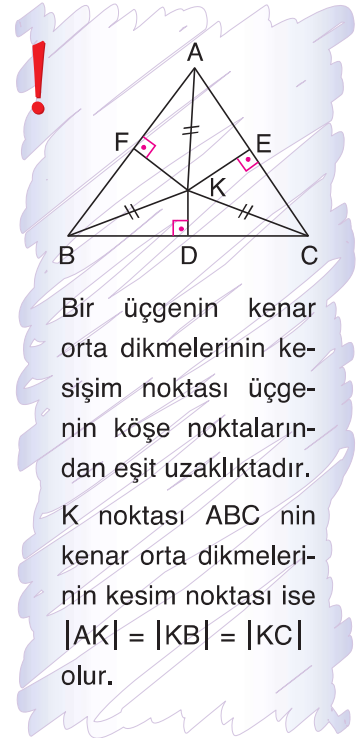 !
A
F
E
K
B
D
C
Bir üçgenin kenar
orta dikmelerinin ke-
sişim noktası üçge-
nin köşe noktaların-
dan eşit uzaklıktadır.
K noktası ABC nin
kenar orta dikmeleri-
nin kesim noktası ise
|AK| = |KB| = |KC|
olur.